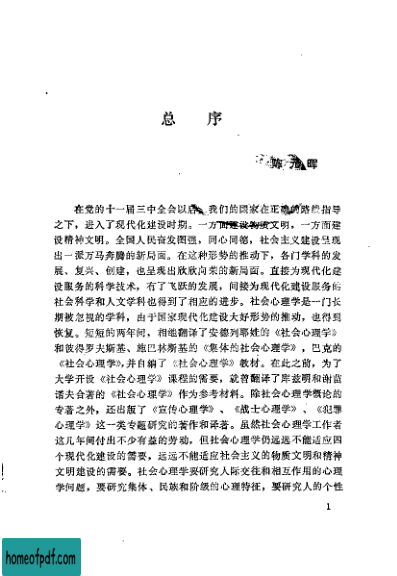 总 序
陈元晖
在党的十一届三中全会以后，我们的国家在正确的路线指导
之下，进入了现代化建设时期。一方面建设物质文明，一方面建
设精神文明。全国人民奋发图强，同心同德，社会主义建设呈现
出一派万马奔腾的新局面。在这种形势的推动下，各门学科的发
展、复兴、创建，也呈现出欣欣向荣的新局面。直接为现代化建
设服务的科学技术，有了飞跃的发展，间接为现代化建设服务的
社会科学和人文学科也得到了相应的进步。社会心理学是一门长
期被忽视的学科，由于国家现代化建设大好形势的推动，也得到
恢复。短短的两年间，相继翻译了安德列耶娃的《社会心理学》
和彼得罗夫斯基、施巴林斯基的《集体的社会心理学》，巴克的
《社会心理学》，并自编了《社会心理学》教材。在此之前，为了
大学开设《社会心理学》课程的需要，就曾翻译了库兹明和谢苗
诺夫合著的《社会心理学》作为参考材料。除社会心理学概论的
专著之外，还出版了《宣传心理学》、《战士心理学》、《犯罪
心理学》这一类专题研究的著作和译著。虽然社会心理学工作者
这几年间付出不少有益的劳动，但社会心理学仍远远不能适应四
个现代化建设的需要，远远不能适应社会主义的物质文明和精神
文明建设的需要。社会心理学要研究人际交往和相互作用的心理
学问题，要研究集体、民族和阶级的心理特征，要研究人的个性
1
homeofpdf.com